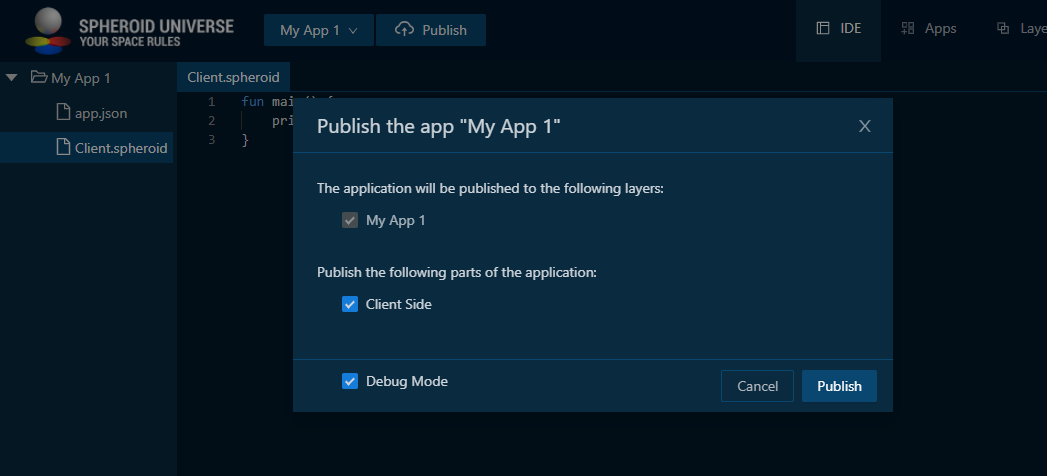 SPHEROID UNIVERSE
YOUR SPACE RULES
My App 1
Publish
IDE
Apps
Laye
My App 1
app.json
Client.spheroid
Client.spheroid
1 fun mai
2 pri
3 }
Publish the app "My App 1"
X
The application will be published to the following layers:
My App 1
Publish the following parts of the application:
Client Side
Debug Mode
Cancel
Publish